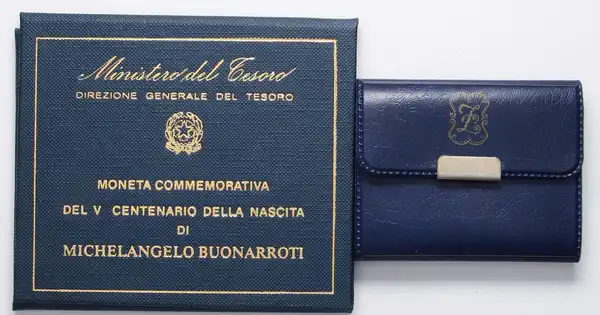 Ministero del Tesoro
DIREZIONE GENERALE DEL TESORO
MONETA COMMEMORATIVA
DEL V CENTENARIO DELLA NASCITA
DI
MICHELANGELO BUONARROTI
Z